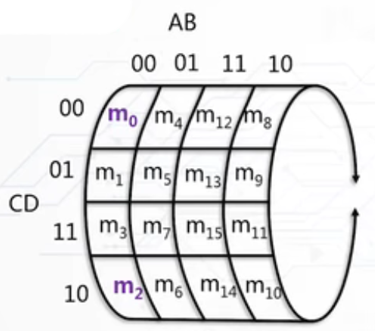 AB
00 01 11 10
00 m₀ m₄ m₁₂ m₈
01 m₁ m₅ m₁₃ m₉
CD
11 m₃ m₇ m₁₅ m₁₁
10 m₂ m₆ m₁₄ m₁₀